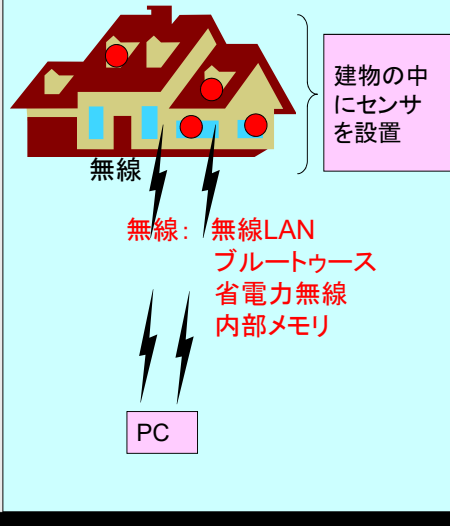 建物の中
にセンサ
を設置
無線
無線： 無線LAN
ブルートゥース
省電力無線
内部メモリ
PC